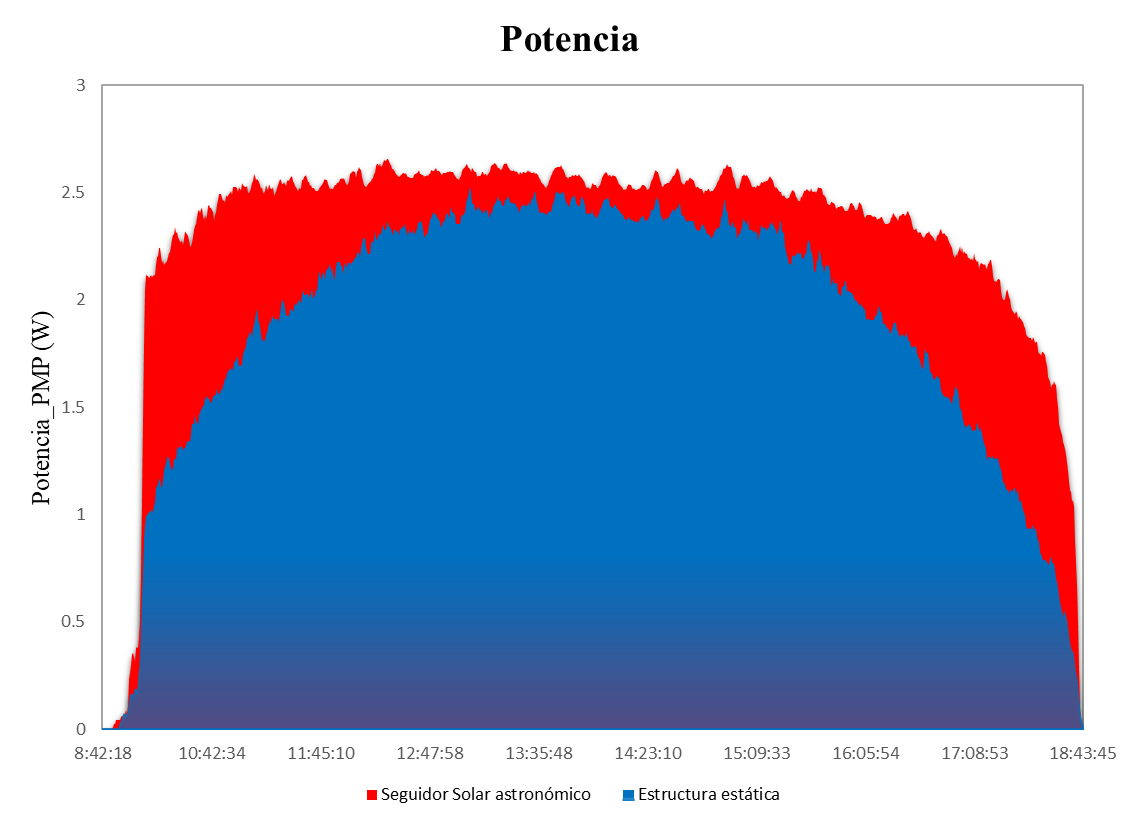 Potencia
Potencia_PMP (W)
3
2.5
2
1.5
1
0.5
0
8:42:18 10:42:34 11:45:10 12:47:58 13:35:48 14:23:10 15:09:33 16:05:54 17:08:53 18:43:45
Seguidor Solar astronómico Estructura estática